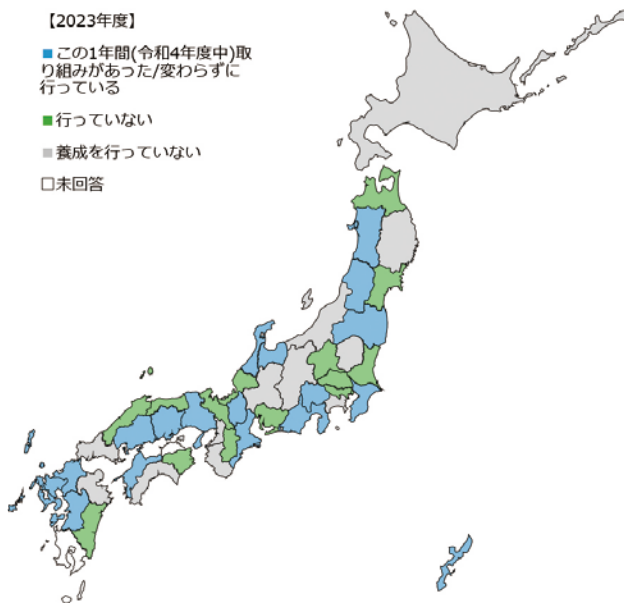 【2023年度】
■この1年間(令和4年度中)取
り組みがあった/変わらずに
行っている
■行っていない
■養成を行っていない
□未回答